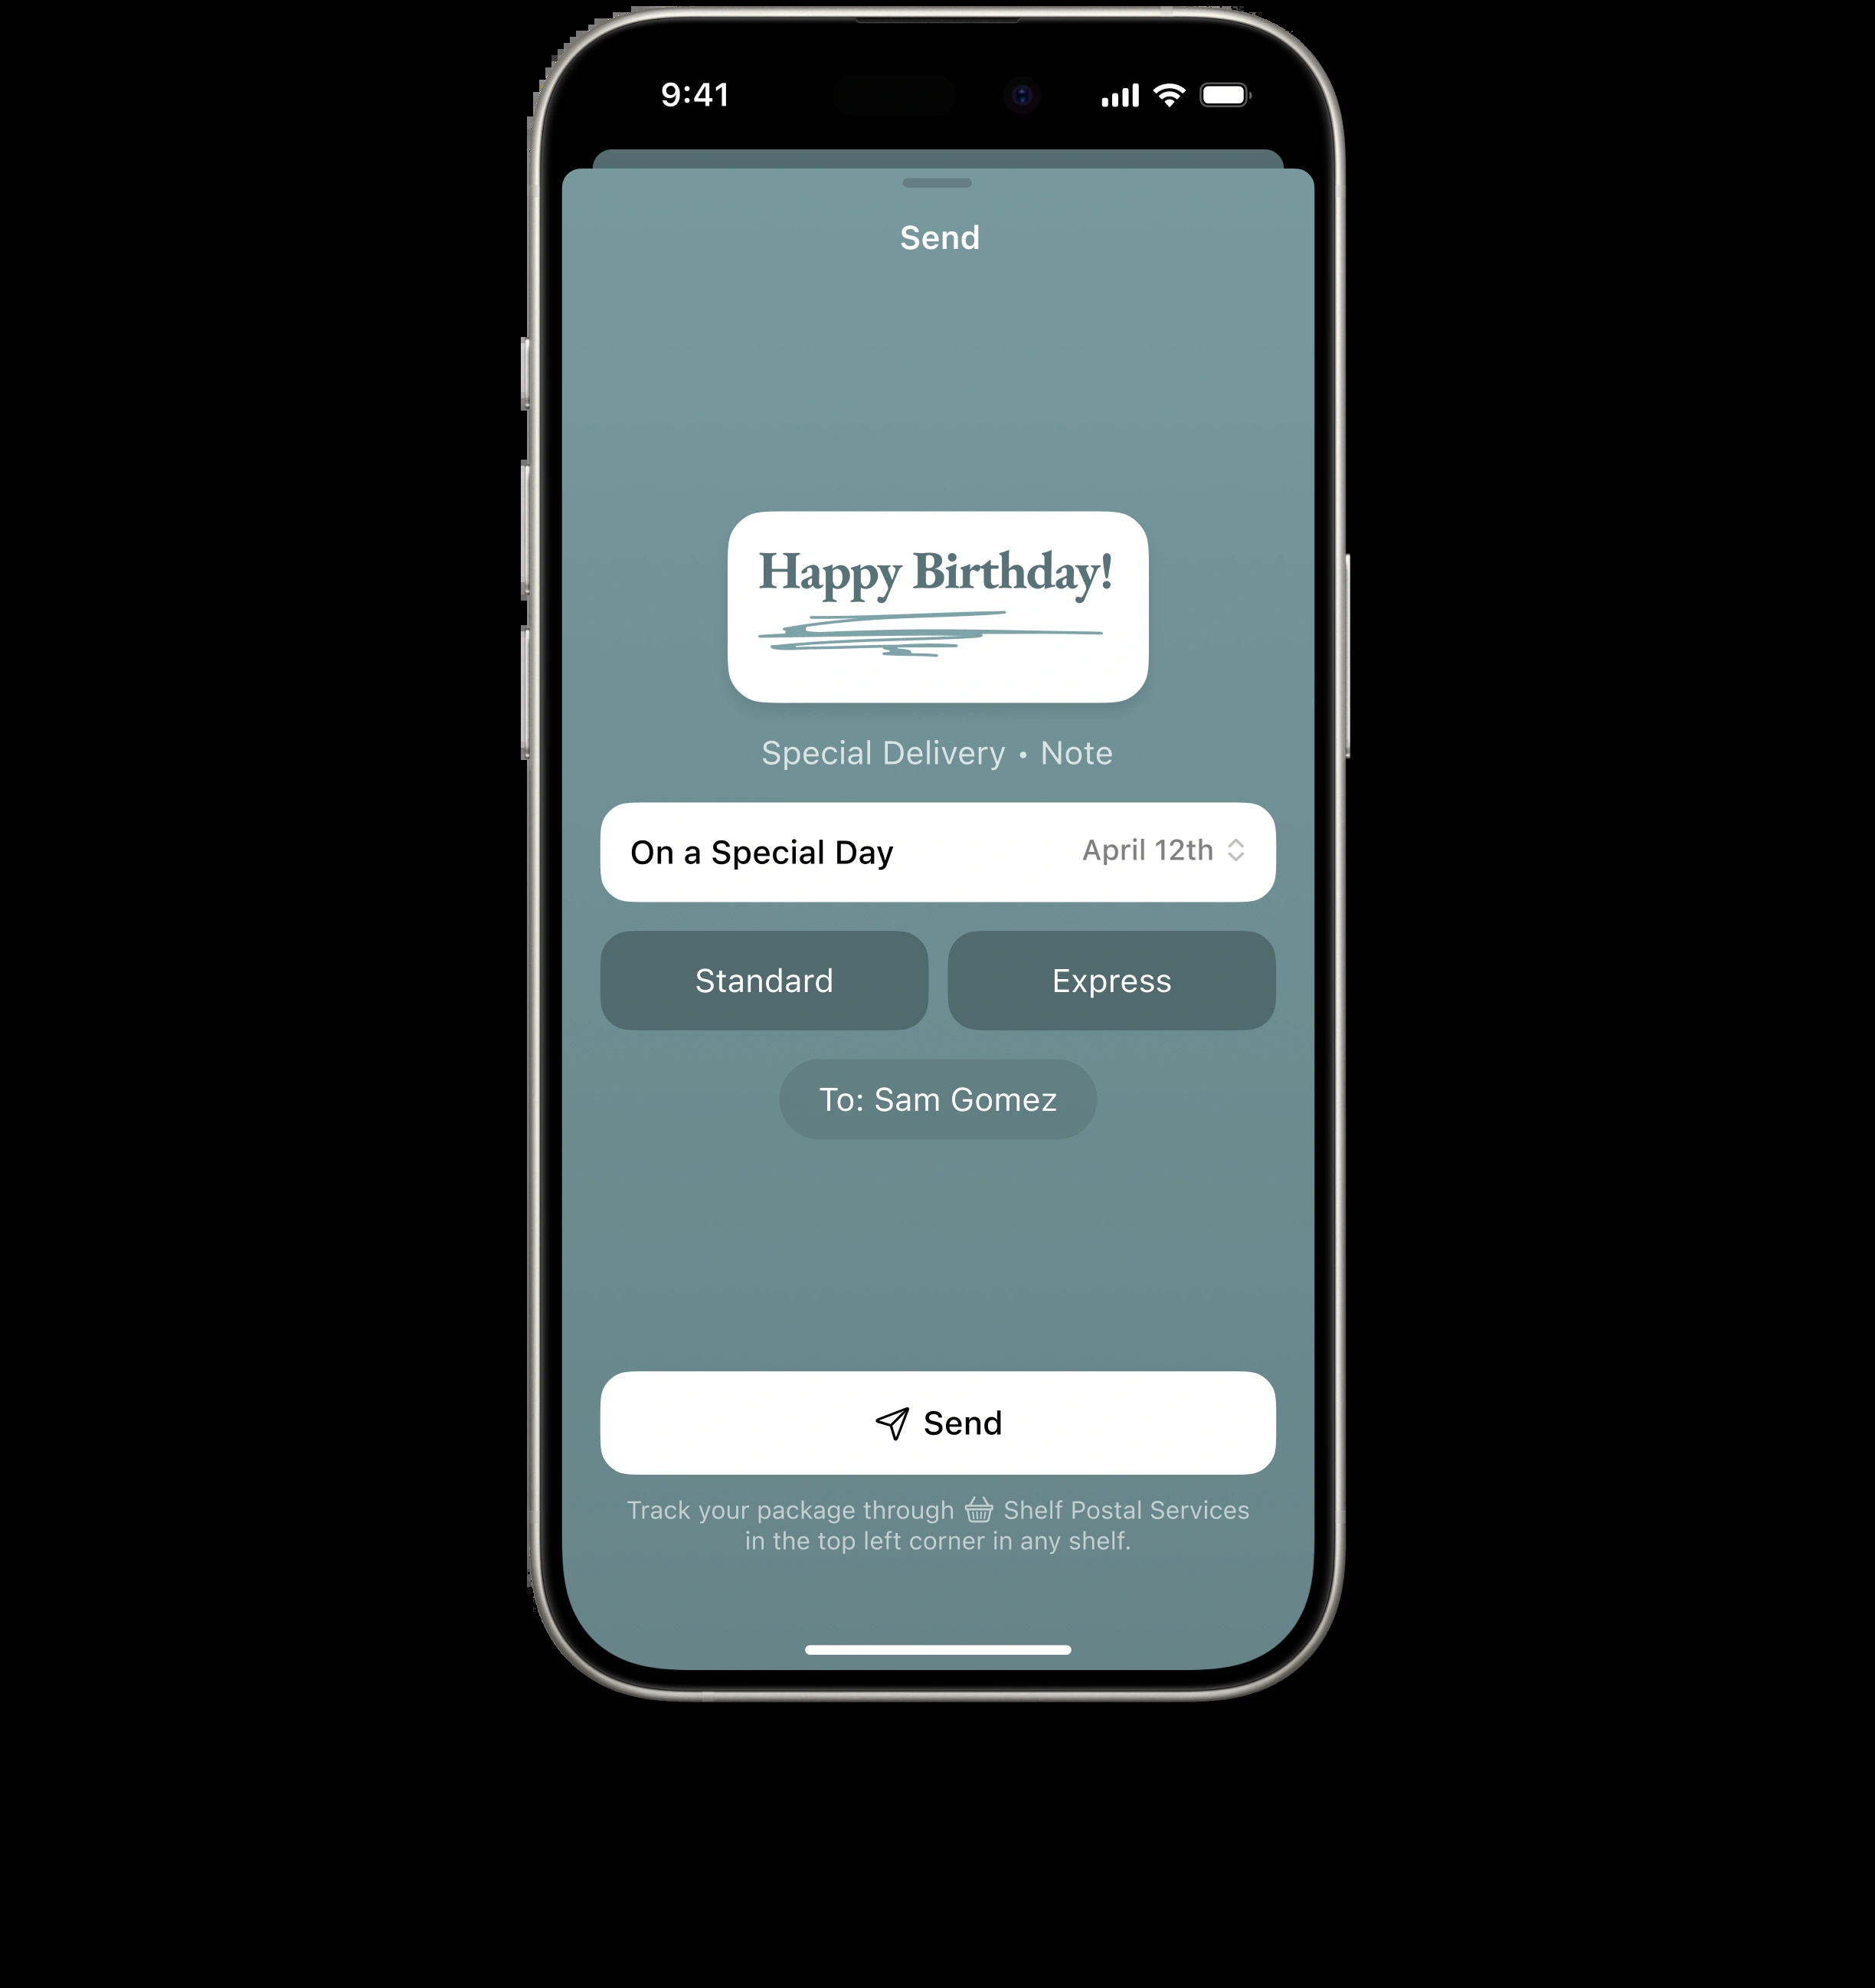 9:41
Send
Happy Birthday!
Special Delivery • Note
On a Special Day April 12th
Standard Express
To: Sam Gomez
Send
Track your package through Shelf Postal Services
in the top left corner in any shelf.